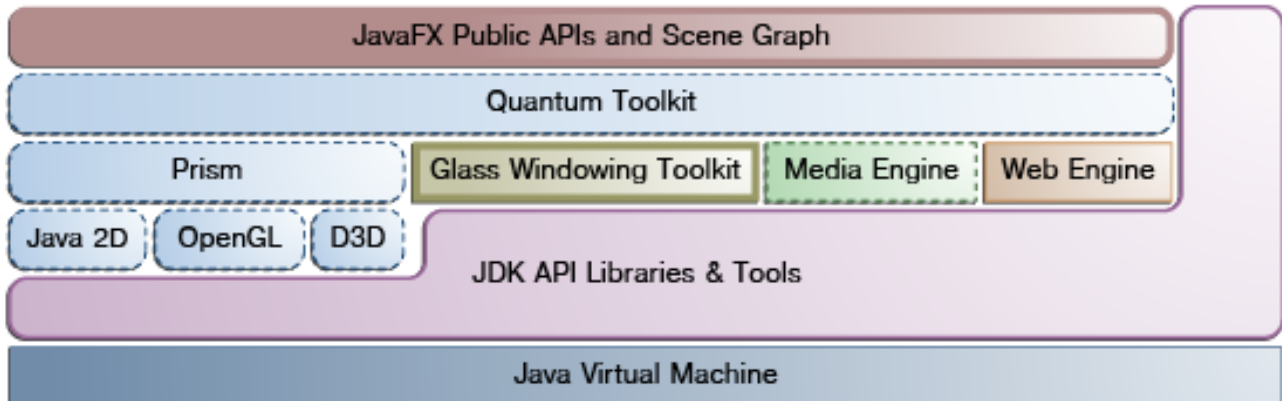 JavaFX Public APIs and Scene Graph
Quantum Toolkit
Prism
Glass Windowing Toolkit
Media Engine
Web Engine
Java 2D
OpenGL
D3D
JDK API Libraries & Tools
Java Virtual Machine